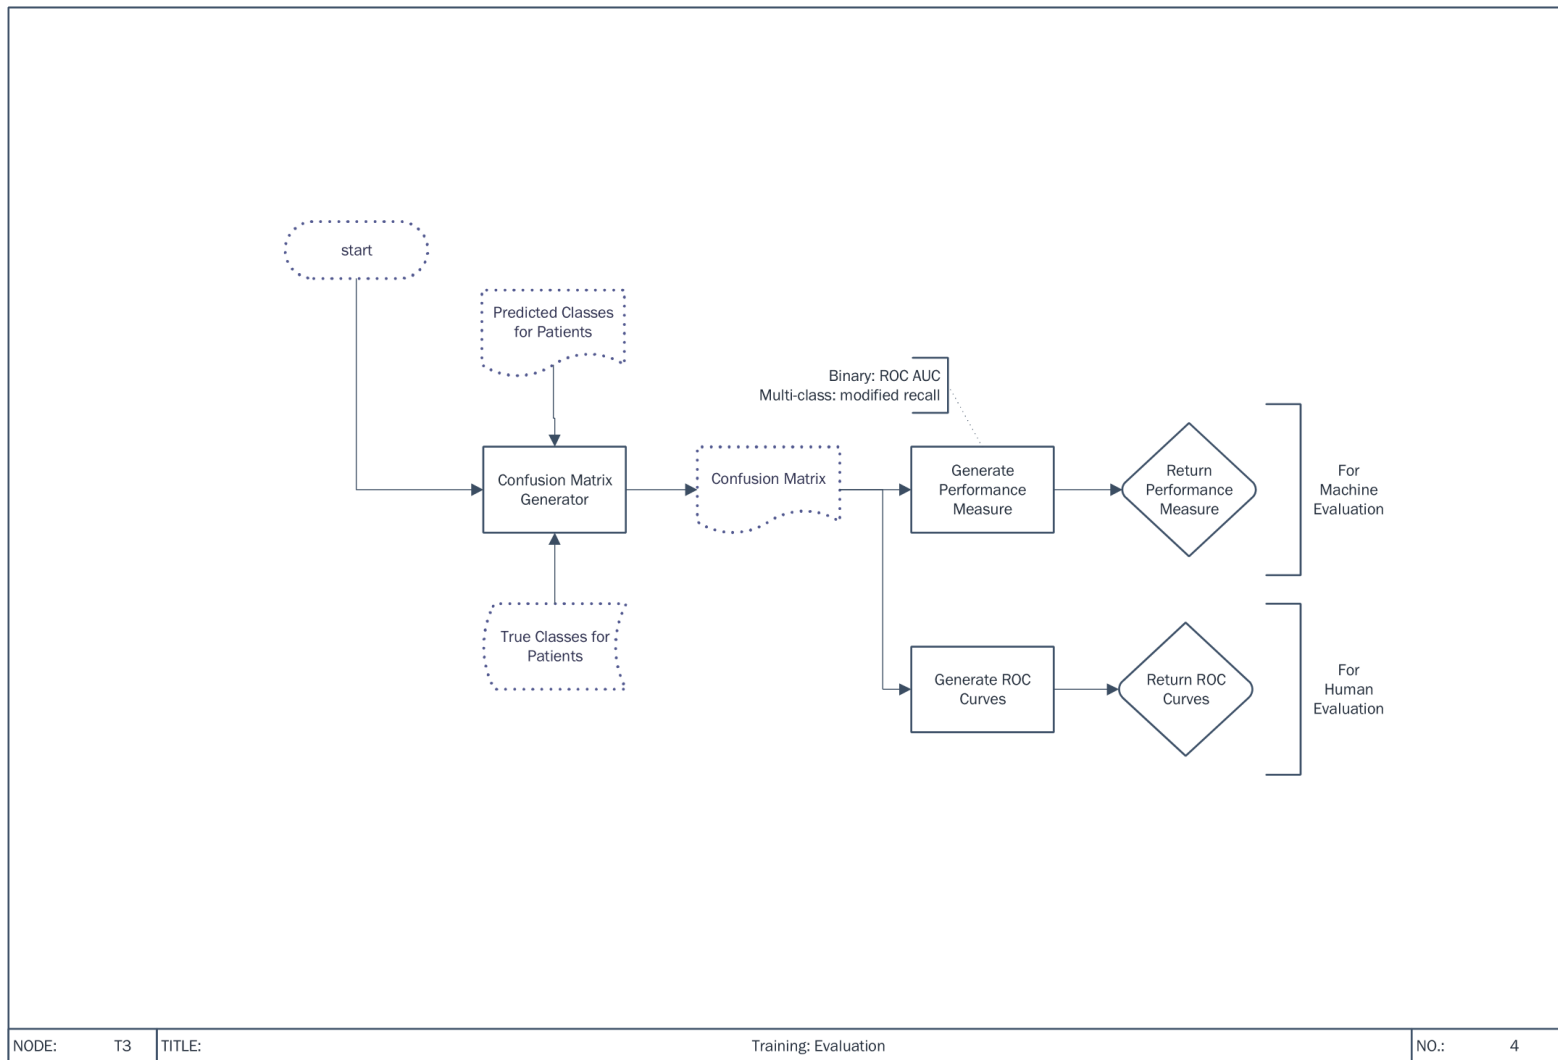 start
Predicted Classes
for Patients
Binary: ROC AUC
Multi-class: modified recall
Confusion Matrix
Generator
Confusion Matrix
Generate
Performance
Measure
Return
Performance
Measure
For
Machine
Evaluation
True Classes for
Patients
Generate ROC
Curves
Return ROC
Curves
For
Human
Evaluation
NODE: T3 TITLE: Training: Evaluation NO.: 4